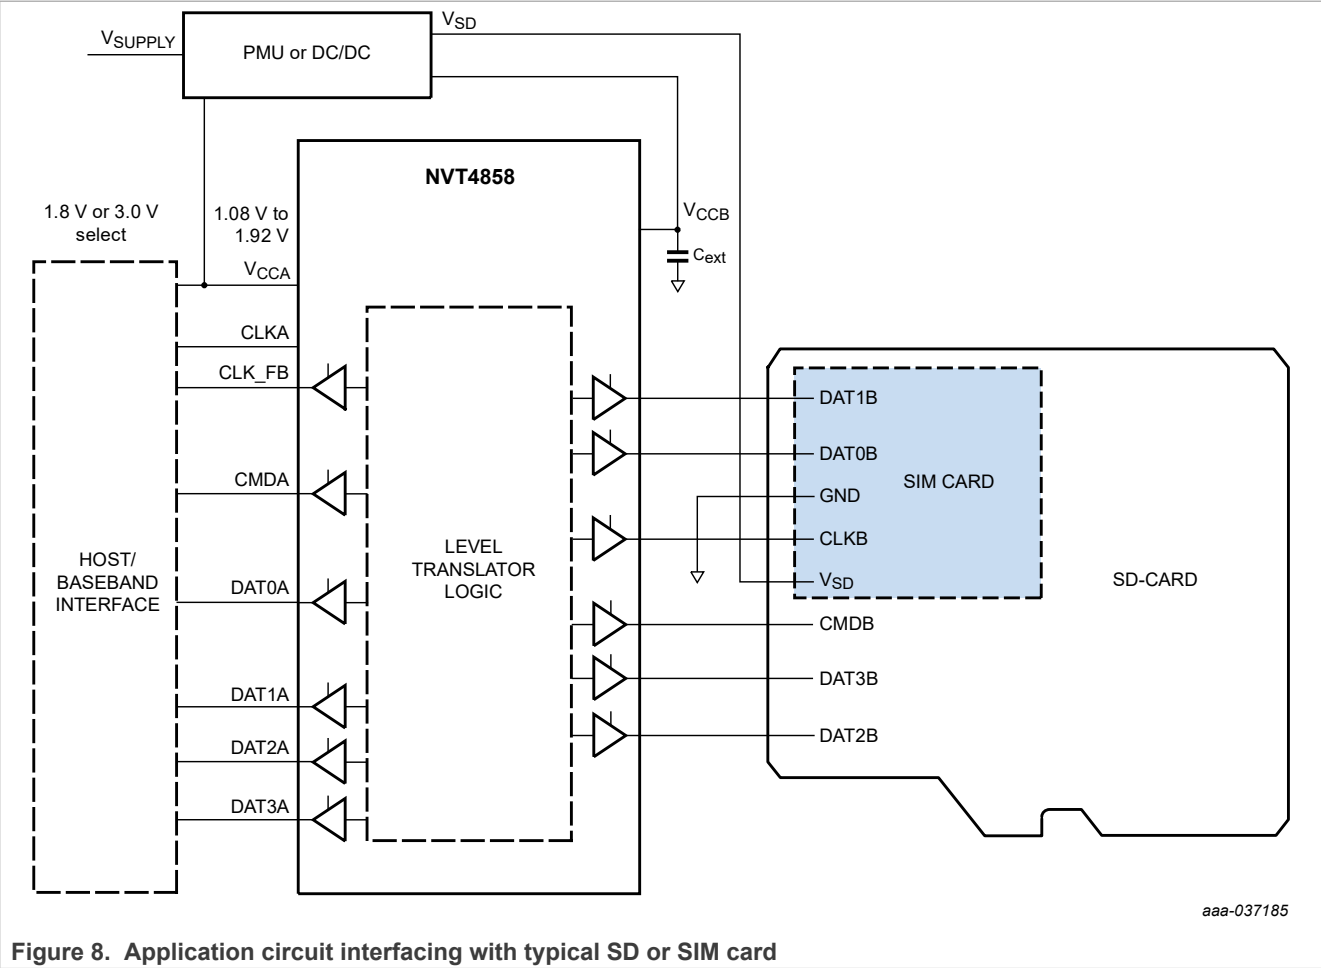 VSUPPLY
PMU or DC/DC
VSD
NVT4858
1.8 V or 3.0 V
select
1.08 V to
1.92 V
VCCA
VCCB
Cext
CLKA
CLK_FB
CMDA
DAT0A
DAT1A
DAT2A
DAT3A
HOST/
BASEBAND
INTERFACE
LEVEL
TRANSLATOR
LOGIC
DAT1B
DAT0B
GND
CLKB
VSD
SIM CARD
CMDB
DAT3B
DAT2B
SD-CARD
aaa-037185
Figure 8. Application circuit interfacing with typical SD or SIM card